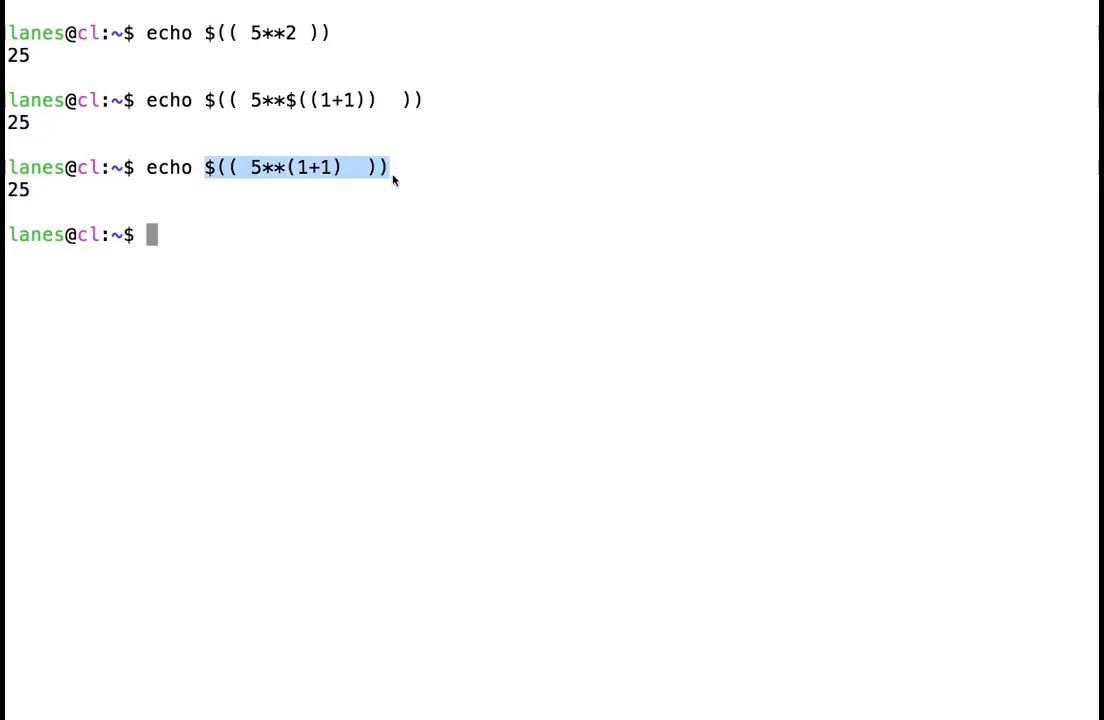 lanes@cl:~$ echo $(( 5**2 ))
25
lanes@cl:~$ echo $(( 5**$((1+1))  ))
25
lanes@cl:~$ echo $(( 5**(1+1)  ))
25
lanes@cl:~$